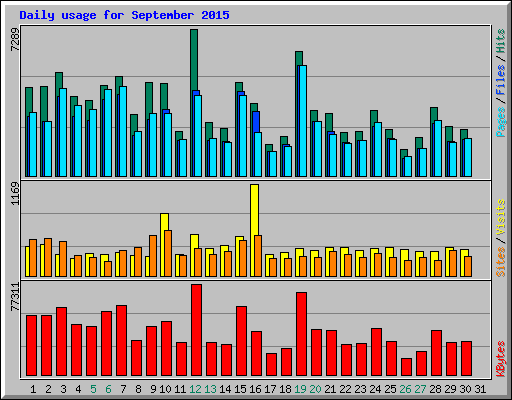 Daily usage for September 2015
7289
Pages / Files / Hits
1169
Sites / Visits
77311
KBytes
1 2 3 4 5 6 7 8 9 10 11 12 13 14 15 16 17 18 19 20 21 22 23 24 25 26 27 28 29 30 31